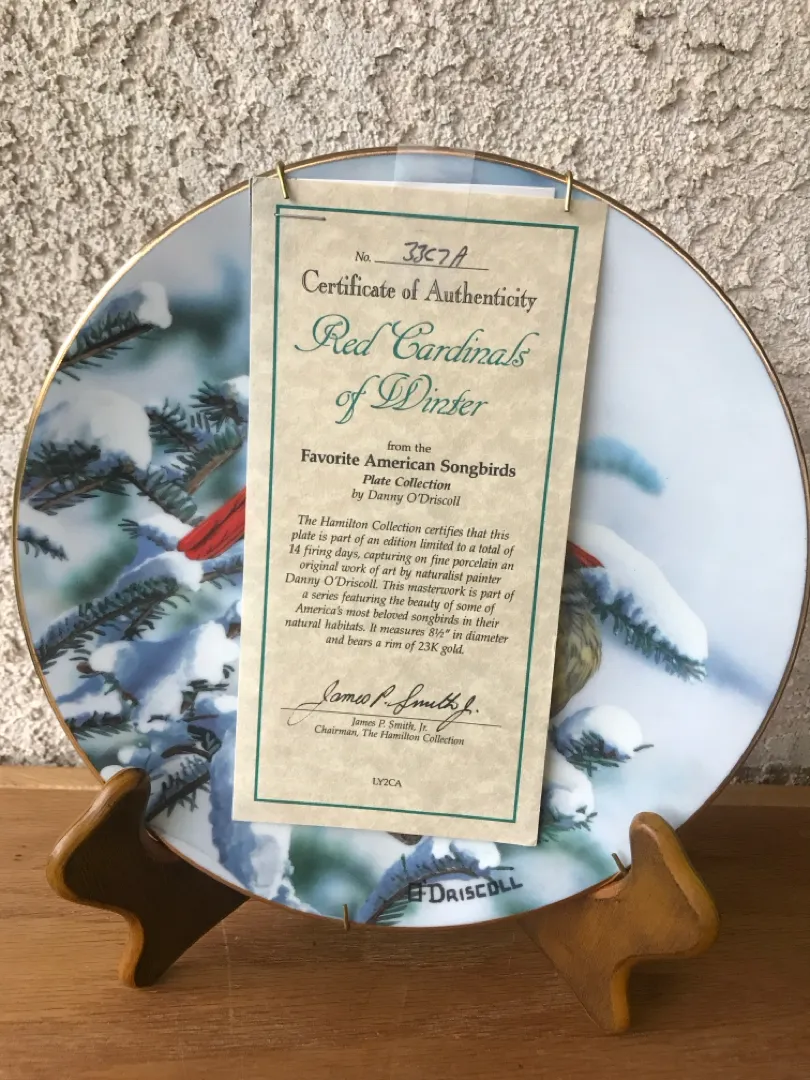 No. 33C7A
Certificate of Authenticity
Red Cardinals
of Winter
from the
Favorite American Songbirds
Plate Collection
by Danny O'Driscoll
The Hamilton Collection certifies that this
plate is part of an edition limited to a total of
14 firing days, capturing on fine porcelain an
original work of art by naturalist painter
Danny O'Driscoll. This masterwork is part of
a series featuring the beauty of some of
America's most beloved songbirds in their
natural habitats. It measures 8½" in diameter
and bears a rim of 23K gold.
James P. Smith Jr.
James P. Smith, Jr.
Chairman, The Hamilton Collection
LY2CA
O'DRISCOLL